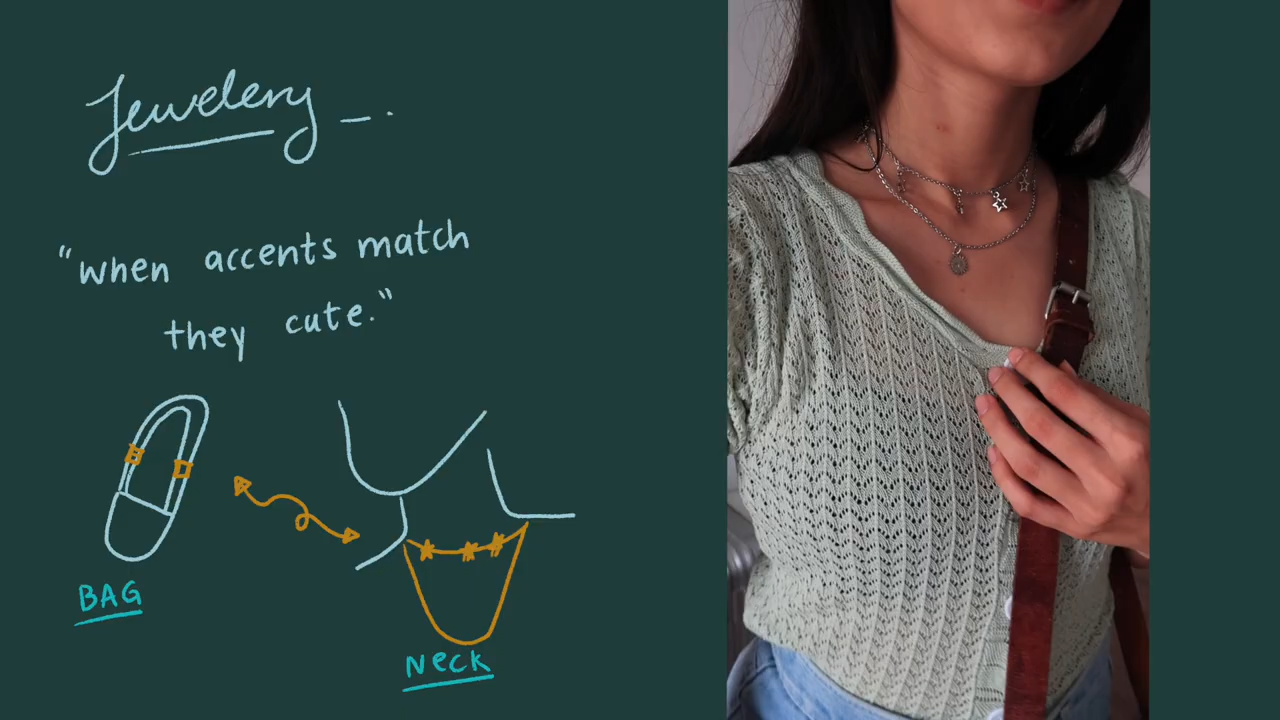 Jewelery _.
"when accents match
they cute."
BAG
NecK